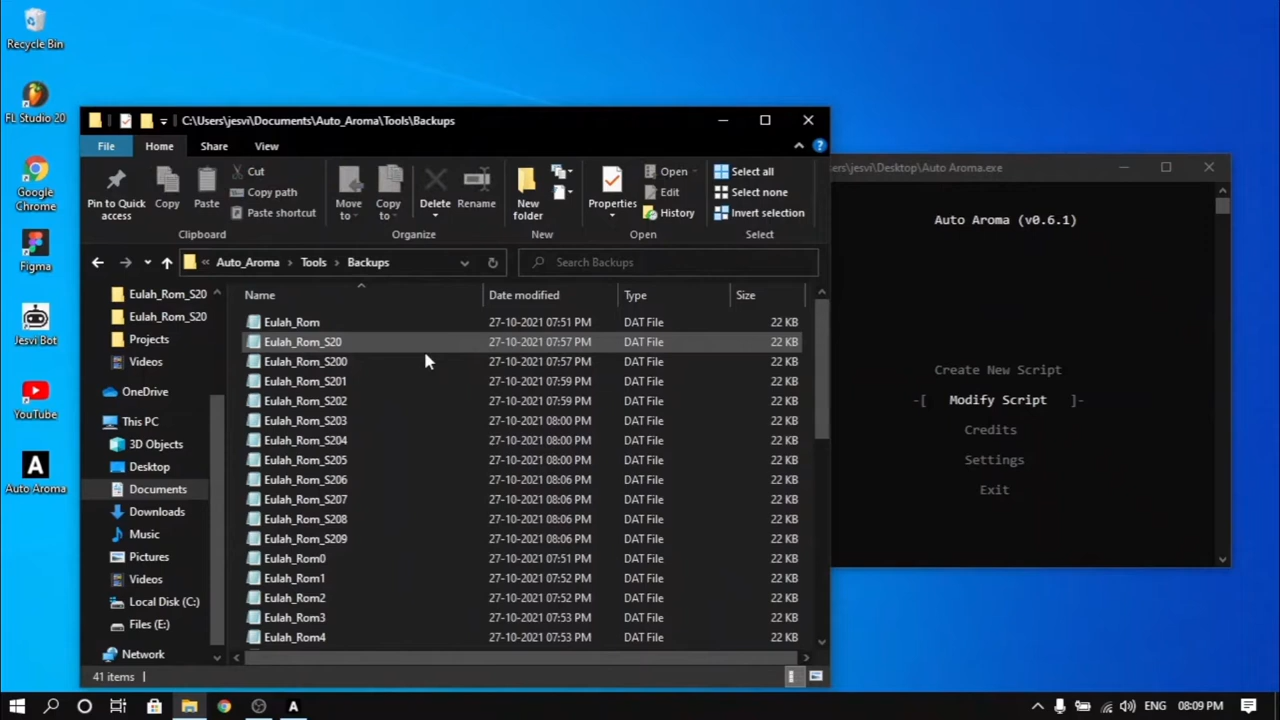 Recycle Bin
FL Studio 20
Google
Chrome
Figma
Jesvi Bot
YouTube
Auto Aroma
C:\Users\jesvi\Documents\Auto_Aroma\Tools\Backups
File
Home
Share
View
Pin to Quick
access
Copy
Paste
Cut
Copy path
Paste shortcut
Clipboard
Move
to
Copy
to
Delete
Rename
Organize
New
folder
New
Properties
Open
Edit
History
Open
Select all
Select none
Invert selection
Select
« Auto_Aroma > Tools > Backups
Search Backups
Eulah_Rom_S20
Eulah_Rom_S20
Projects
Videos
OneDrive
This PC
3D Objects
Desktop
Documents
Downloads
Music
Pictures
Videos
Local Disk (C:)
Files (E:)
Network
Name Date modified Type Size
Eulah_Rom 27-10-2021 07:51 PM DAT File 22 KB
Eulah_Rom_S20 27-10-2021 07:57 PM DAT File 22 KB
Eulah_Rom_S200 27-10-2021 07:57 PM DAT File 22 KB
Eulah_Rom_S201 27-10-2021 07:59 PM DAT File 22 KB
Eulah_Rom_S202 27-10-2021 07:59 PM DAT File 22 KB
Eulah_Rom_S203 27-10-2021 08:00 PM DAT File 22 KB
Eulah_Rom_S204 27-10-2021 08:00 PM DAT File 22 KB
Eulah_Rom_S205 27-10-2021 08:00 PM DAT File 22 KB
Eulah_Rom_S206 27-10-2021 08:06 PM DAT File 22 KB
Eulah_Rom_S207 27-10-2021 08:06 PM DAT File 22 KB
Eulah_Rom_S208 27-10-2021 08:06 PM DAT File 22 KB
Eulah_Rom_S209 27-10-2021 08:06 PM DAT File 22 KB
Eulah_Rom0 27-10-2021 07:51 PM DAT File 22 KB
Eulah_Rom1 27-10-2021 07:52 PM DAT File 22 KB
Eulah_Rom2 27-10-2021 07:52 PM DAT File 22 KB
Eulah_Rom3 27-10-2021 07:53 PM DAT File 22 KB
Eulah_Rom4 27-10-2021 07:53 PM DAT File 22 KB
41 items
sers\jesvi\Desktop\Auto Aroma.exe
Auto Aroma (v0.6.1)
Create New Script
-[ Modify Script ]-
Credits
Settings
Exit
ENG 08:09 PM